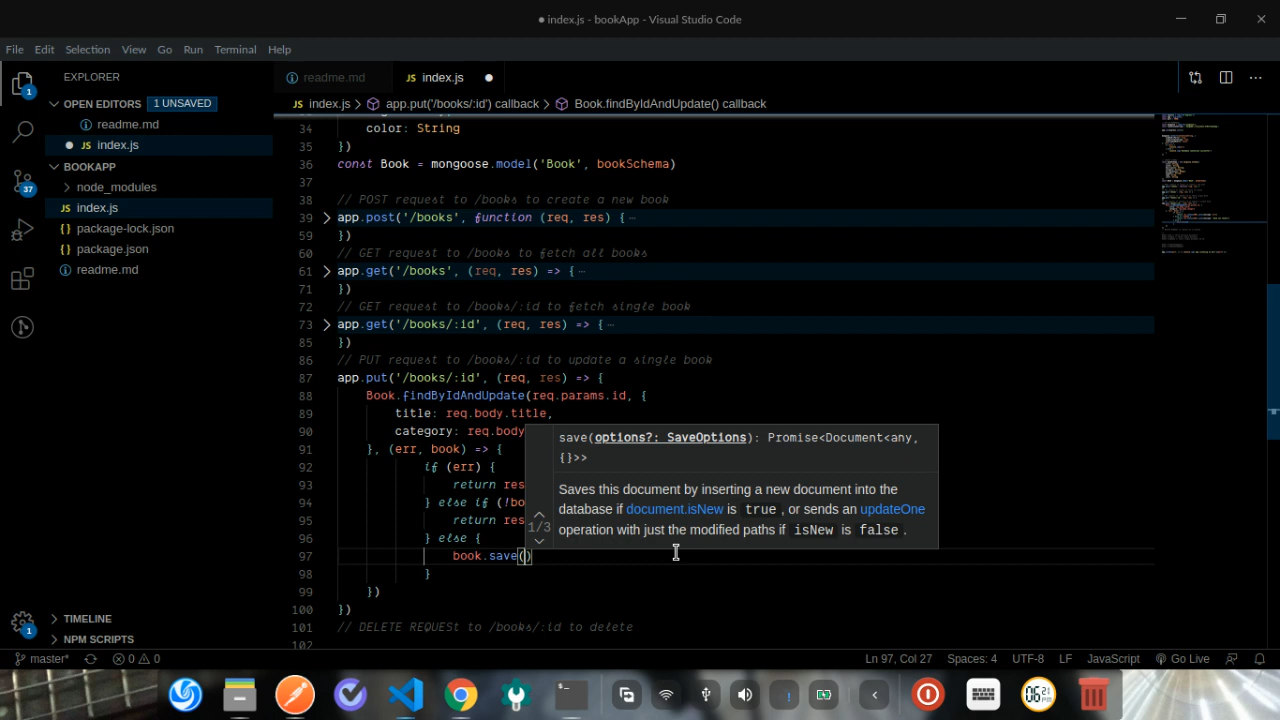 ● index.js - bookApp - Visual Studio Code
File Edit Selection View Go Run Terminal Help
EXPLORER
OPEN EDITORS 1 UNSAVED
readme.md
JS index.js
BOOKAPP
node_modules
JS index.js
{} package-lock.json
{} package.json
readme.md
TIMELINE
NPM SCRIPTS
1
37
1
readme.md JS index.js ●
JS index.js > app.put('/books/:id') callback > Book.findByIdAndUpdate() callback
34 color: String
35 })
36 const Book = mongoose.model('Book', bookSchema)
37
38 // POST request to /books to create a new book
39 app.post('/books', function (req, res) { ⋯
59 })
60 // GET request to /books to fetch all books
61 app.get('/books', (req, res) => { ⋯
71 })
72 // GET request to /books/:id to fetch single book
73 app.get('/books/:id', (req, res) => { ⋯
85 })
86 // PUT request to /books/:id to update a single book
87 app.put('/books/:id', (req, res) => {
88 Book.findByIdAndUpdate(req.params.id, {
89 title: req.body.title,
90 category: req.body
91 }, (err, book) => {
92 if (err) {
93 return res
94 } else if (!bo
95 return res
96 } else {
97 book.save()
98 }
99 })
100 })
101 // DELETE REQUESt to /books/:id to delete
102
save(options?: SaveOptions): Promise<Document<any,
{}>>
1/3
Saves this document by inserting a new document into the
database if document.isNew is true, or sends an updateOne
operation with just the modified paths if isNew is false.
master* 0 0 Ln 97, Col 27 Spaces: 4 UTF-8 LF JavaScript Go Live
06 21 PM